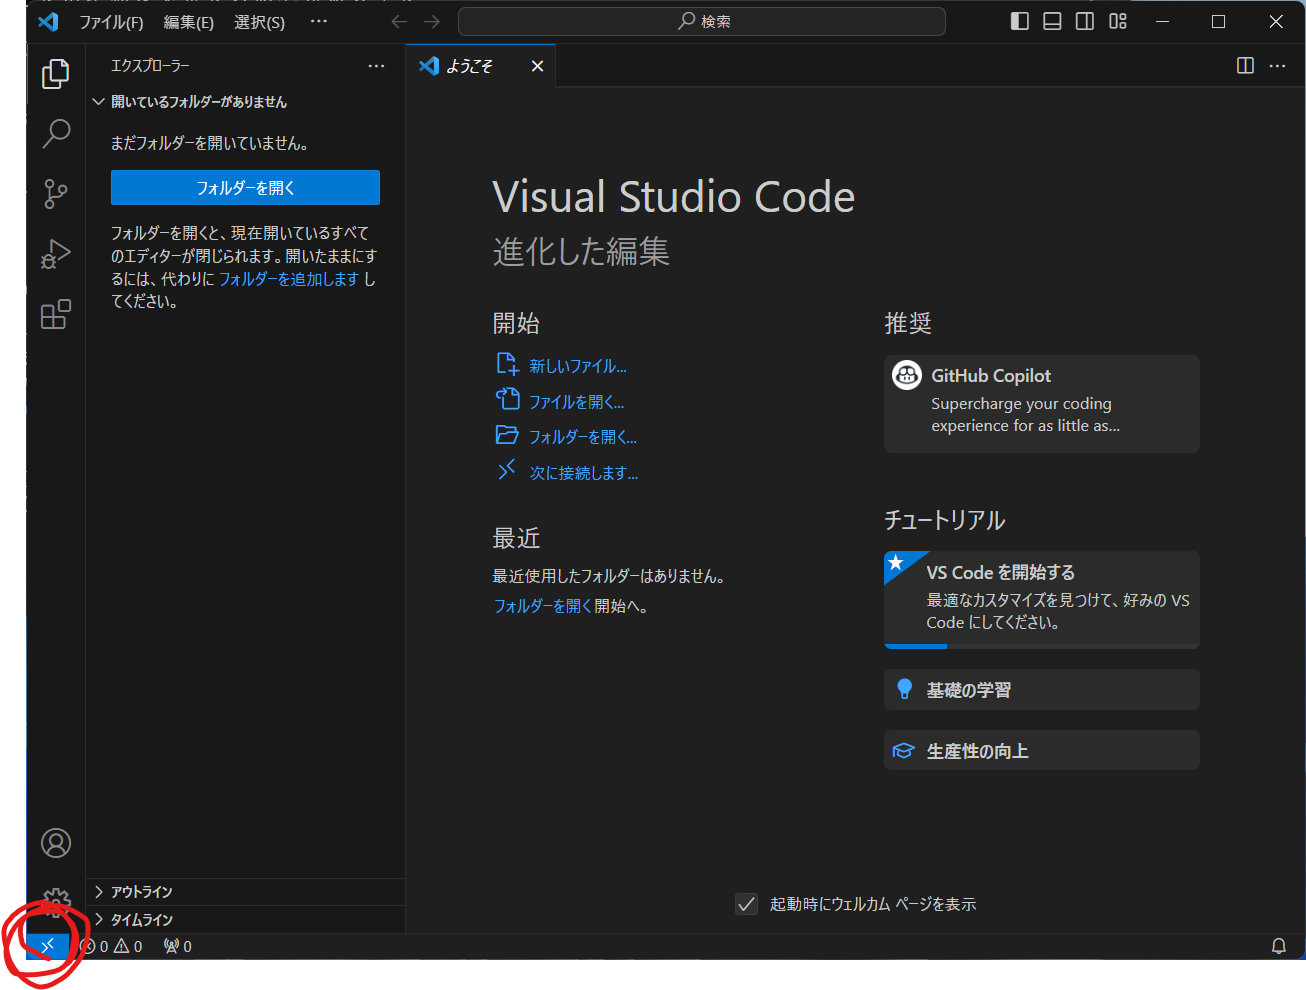 ファイル(F) 編集(E) 選択(S) ··· 検索
エクスプローラー ···
ようこそ
開いているフォルダーがありません
まだフォルダーを開いていません。
フォルダーを開く
フォルダーを開くと、現在開いているすべて
のエディターが閉じられます。開いたままにす
るには、代わりに フォルダーを追加します し
てください。
Visual Studio Code
進化した編集
開始
新しいファイル...
ファイルを開く...
フォルダーを開く...
次に接続します...
最近
最近使用したフォルダーはありません。
フォルダーを開く 開始へ。
推奨
GitHub Copilot
Supercharge your coding
experience for as little as...
チュートリアル
VS Code を開始する
最適なカスタマイズを見つけて、好みの VS
Code にしてください。
基礎の学習
生産性の向上
アウトライン
タイムライン
起動時にウェルカム ページを表示
0 0 0